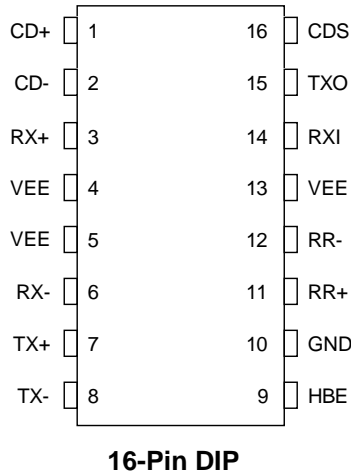 CD+ 1 16 CDS
CD- 2 15 TXO
RX+ 3 14 RXI
VEE 4 13 VEE
VEE 5 12 RR-
RX- 6 11 RR+
TX+ 7 10 GND
TX- 8 9 HBE
16-Pin DIP